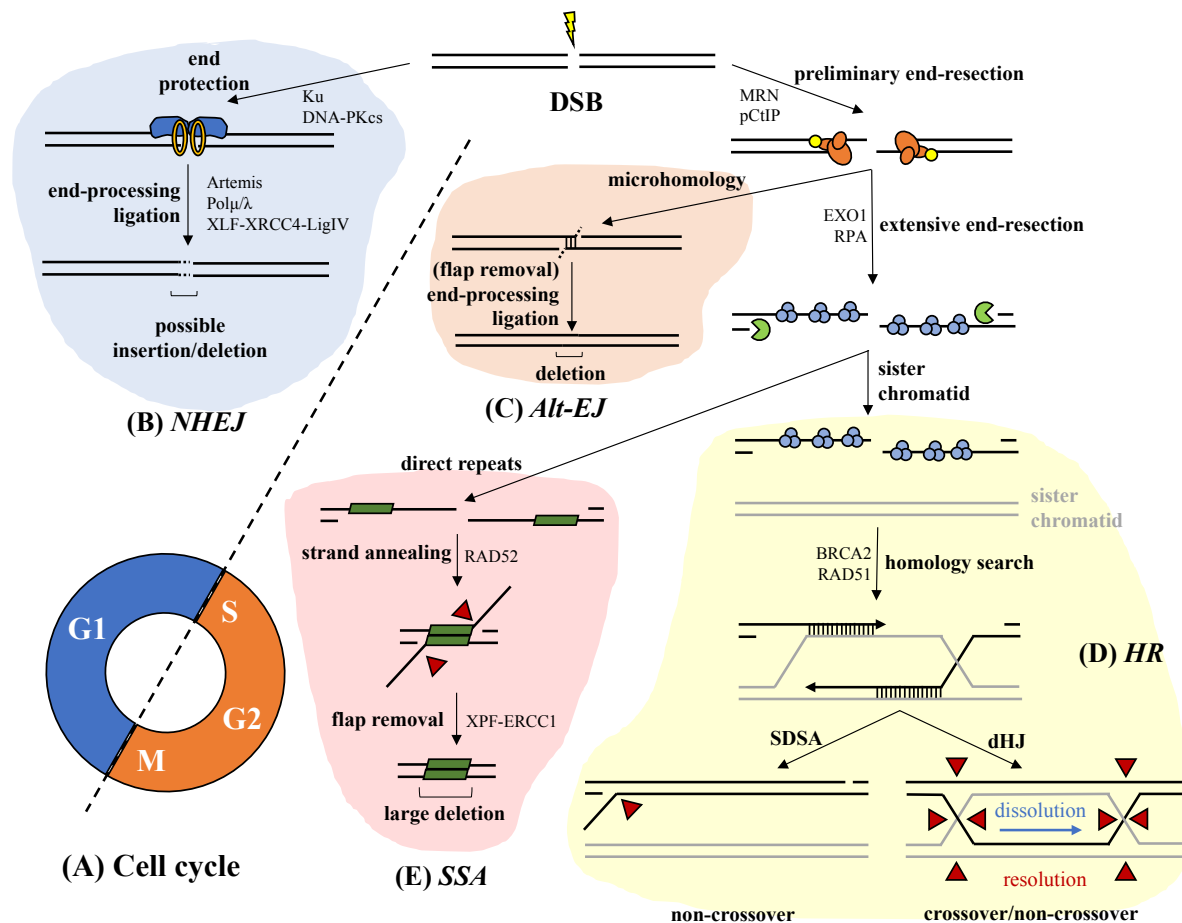 DSB
end
protection
Ku
DNA-PKcs
end-processing
ligation
Artemis
Polμ/λ
XLF-XRCC4-LigIV
possible
insertion/deletion
(B) NHEJ
preliminary end-resection
MRN
pCtIP
microhomology
(flap removal)
end-processing
ligation
deletion
(C) Alt-EJ
EXO1
RPA
extensive end-resection
sister
chromatid
direct repeats
strand annealing
RAD52
flap removal
XPF-ERCC1
large deletion
(E) SSA
sister
chromatid
BRCA2
RAD51
homology search
(D) HR
SDSA
dHJ
dissolution
resolution
non-crossover
crossover/non-crossover
G1
S
G2
M
(A) Cell cycle